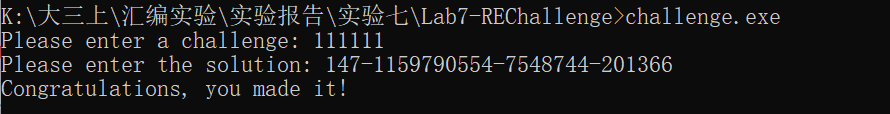 K:\大三上\汇编实验\实验报告\实验七\Lab7-REChallenge>challenge.exe
Please enter a challenge: 111111
Please enter the solution: 147-1159790554-7548744-201366
Congratulations, you made it!